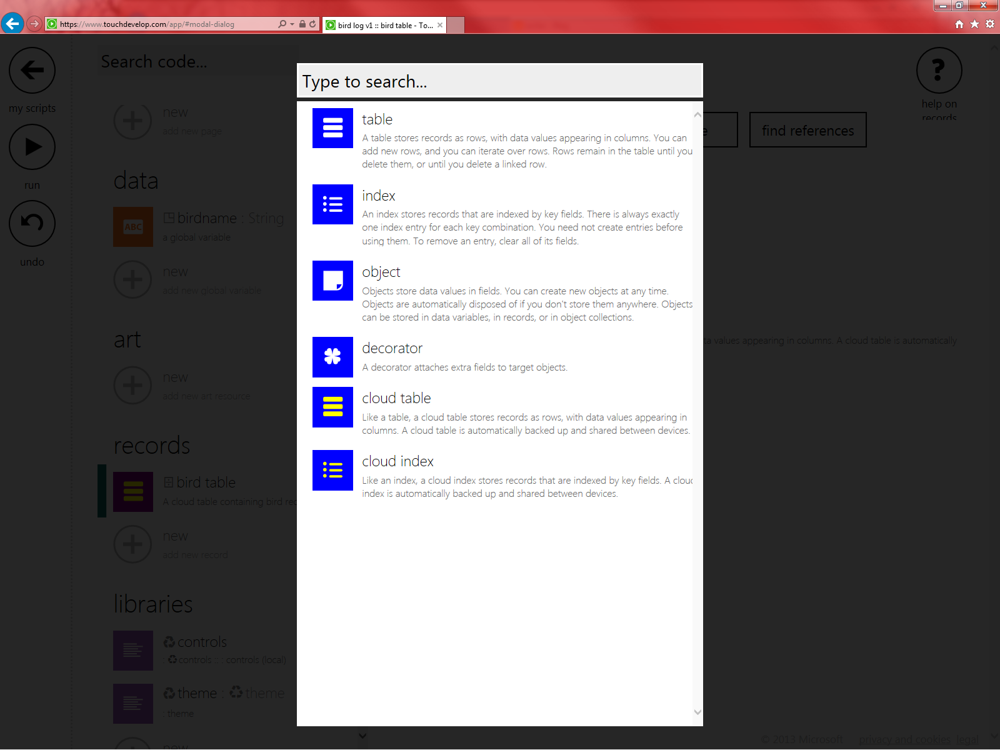 https://www.touchdevelop.com/app/#modal-dialog
bird log v1 :: bird table - To...
Search code...
my scripts
run
undo
new
add new page
data
ABC
birdname : String
a global variable
new
add new global variable
art
new
add new art resource
records
bird table
A cloud table containing bird rec
new
add new record
libraries
controls
: controls :: : controls (local)
theme : theme
: theme
new
Type to search...
table
A table stores records as rows, with data values appearing in columns. You can
add new rows, and you can iterate over rows. Rows remain in the table until you
delete them, or until you delete a linked row.
index
An index stores records that are indexed by key fields. There is always exactly
one index entry for each key combination. You need not create entries before
using them. To remove an entry, clear all of its fields.
object
Objects store data values in fields. You can create new objects at any time.
Objects are automatically disposed of if you don't store them anywhere. Objects
can be stored in data variables, in records, or in object collections.
decorator
A decorator attaches extra fields to target objects.
cloud table
Like a table, a cloud table stores records as rows, with data values appearing in
columns. A cloud table is automatically backed up and shared between devices.
cloud index
Like an index, a cloud index stores records that are indexed by key fields. A cloud
index is automatically backed up and shared between devices.
?
help on
records
e
find references
ta values appearing in columns. A cloud table is automatically
© 2013 Microsoft privacy and cookies legal